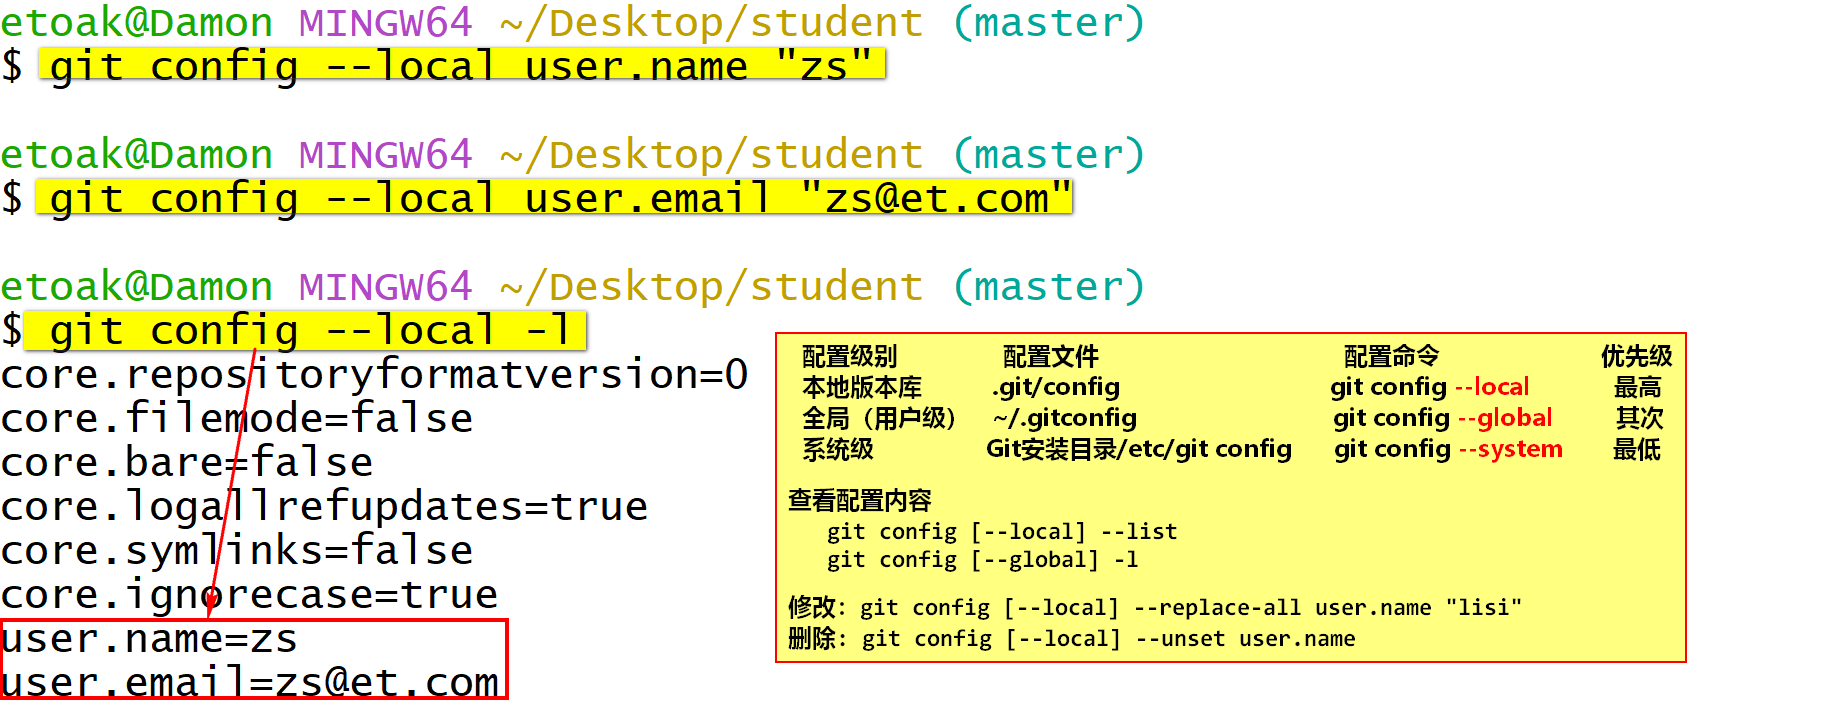 etoak@Damon MINGW64 ~/Desktop/student (master)
$ git config --local user.name "zs"
etoak@Damon MINGW64 ~/Desktop/student (master)
$ git config --local user.email "zs@et.com"
etoak@Damon MINGW64 ~/Desktop/student (master)
$ git config --local -l
core.repositoryformatversion=0
core.filemode=false
core.bare=false
core.logallrefupdates=true
core.symlinks=false
core.ignorecase=true
user.name=zs
user.email=zs@et.com
配置级别 配置文件 配置命令 优先级
本地版本库 .git/config git config --local 最高
全局（用户级） ~/.gitconfig git config --global 其次
系统级 Git安装目录/etc/git config git config --system 最低
查看配置内容
git config [--local] --list
git config [--global] -l
修改: git config [--local] --replace-all user.name "lisi"
删除: git config [--local] --unset user.name